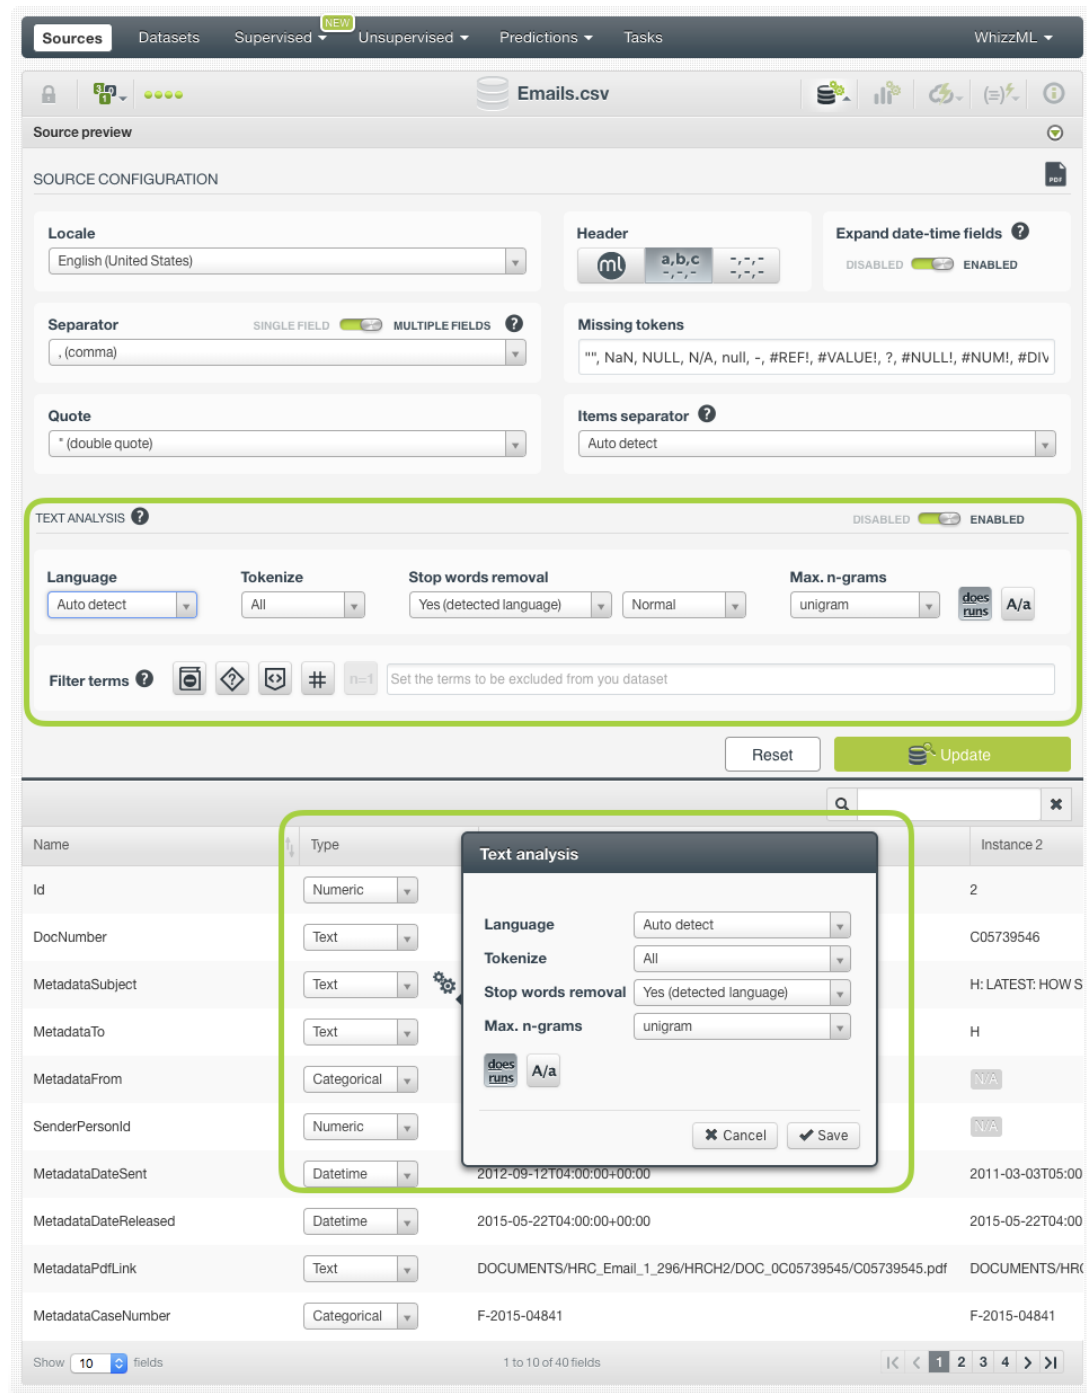 NEW
Sources Datasets Supervised Unsupervised Predictions Tasks WhizzML
Emails.csv
Source preview
SOURCE CONFIGURATION
PDF
Locale
English (United States)
Header
ml a,b,c -,-,- -,-,- -,-,-
Expand date-time fields ?
DISABLED ENABLED
Separator SINGLE FIELD MULTIPLE FIELDS ?
, (comma)
Missing tokens
"", NaN, NULL, N/A, null, -, #REF!, #VALUE!, ?, #NULL!, #NUM!, #DIV
Quote
" (double quote)
Items separator ?
Auto detect
TEXT ANALYSIS ? DISABLED ENABLED
Language Tokenize Stop words removal Max. n-grams
Auto detect All Yes (detected language) Normal unigram does runs A/a
Filter terms ? # n=1 Set the terms to be excluded from you dataset
Reset Update
Name Type Instance 2
Text analysis
Id Numeric 2
Language Auto detect
DocNumber Text C05739546
Tokenize All
MetadataSubject Text H: LATEST: HOW S
Stop words removal Yes (detected language)
MetadataTo Text H
Max. n-grams unigram
does runs A/a
MetadataFrom Categorical N/A
SenderPersonId Numeric N/A
Cancel Save
MetadataDateSent Datetime 2012-09-12T04:00:00+00:00 2011-03-03T05:00
MetadataDateReleased Datetime 2015-05-22T04:00:00+00:00 2015-05-22T04:00
MetadataPdfLink Text DOCUMENTS/HRC_Email_1_296/HRCH2/DOC_0C05739545/C05739545.pdf DOCUMENTS/HR
MetadataCaseNumber Categorical F-2015-04841 F-2015-04841
Show 10 fields 1 to 10 of 40 fields 1 2 3 4